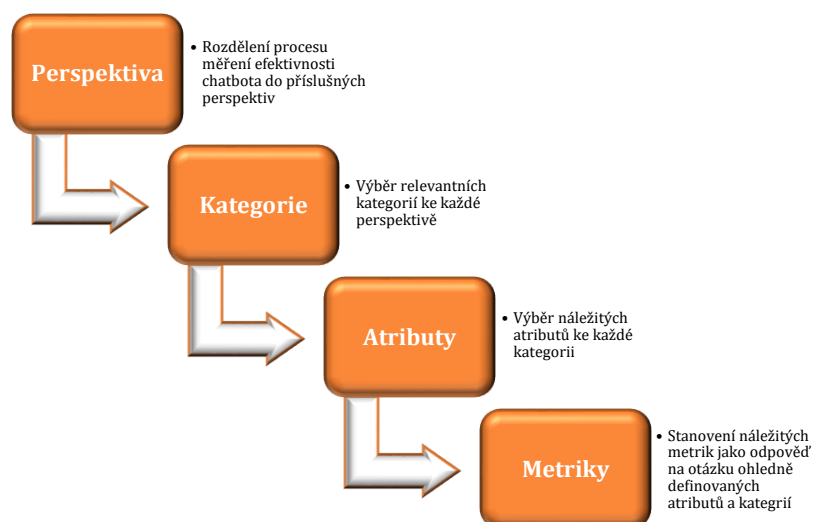 Perspektiva
• Rozdělení procesu
měření efektivnosti
chatbota do příslušných
perspektiv
Kategorie
• Výběr relevantních
kategorií ke každé
perspektivě
Atributy
• Výběr náležitých
atributů ke každé
kategorii
Metriky
• Stanovení náležitých
metrik jako odpověď
na otázku ohledně
definovaných
atributů a kategrií